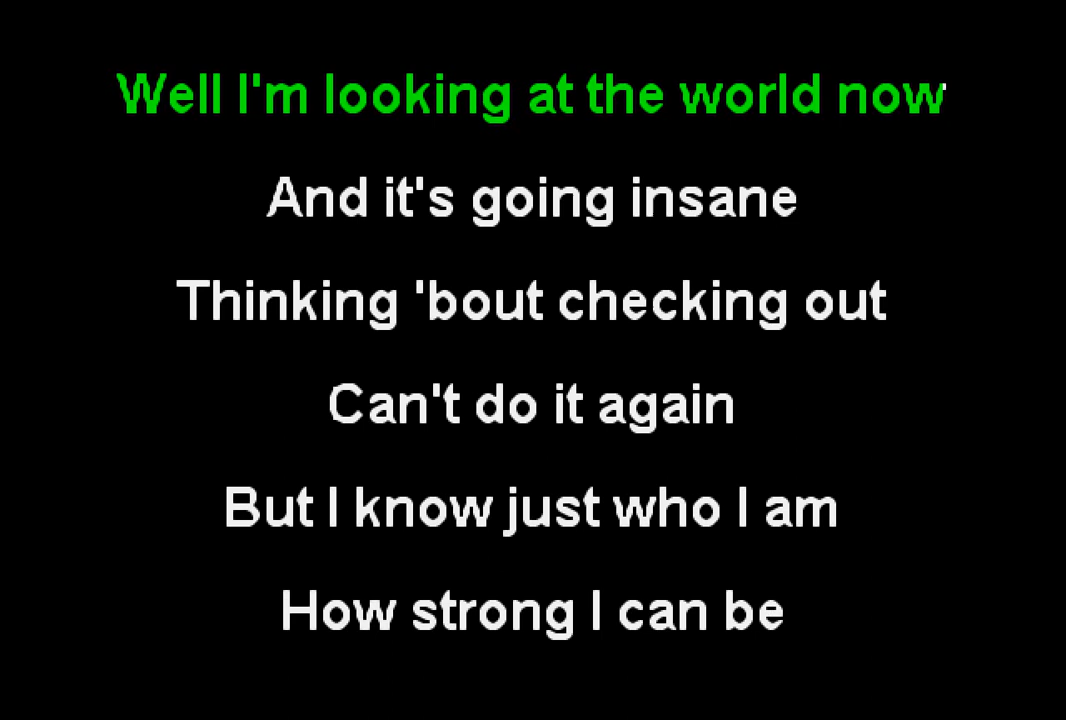 Well I'm looking at the world now
And it's going insane
Thinking 'bout checking out
Can't do it again
But I know just who I am
How strong I can be